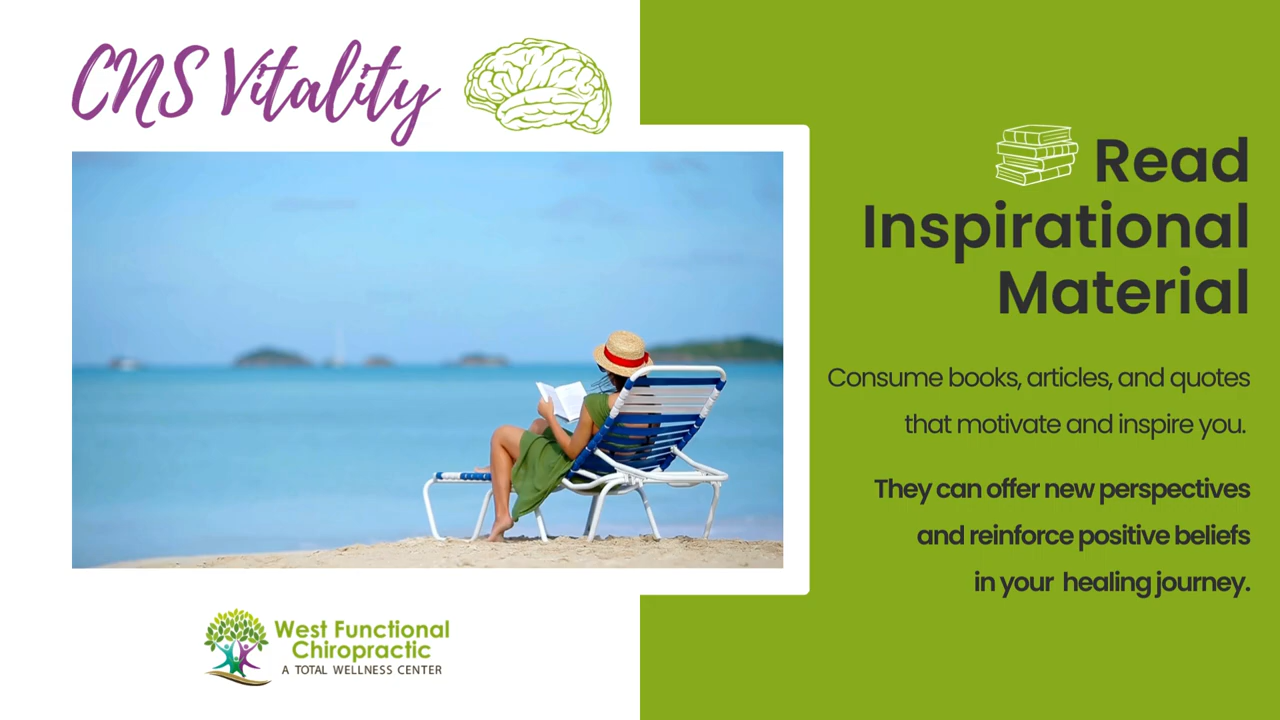 CNS Vitality
Read
Inspirational
Material
Consume books, articles, and quotes
that motivate and inspire you.
They can offer new perspectives
and reinforce positive beliefs
in your healing journey.
West Functional
Chiropractic
A TOTAL WELLNESS CENTER